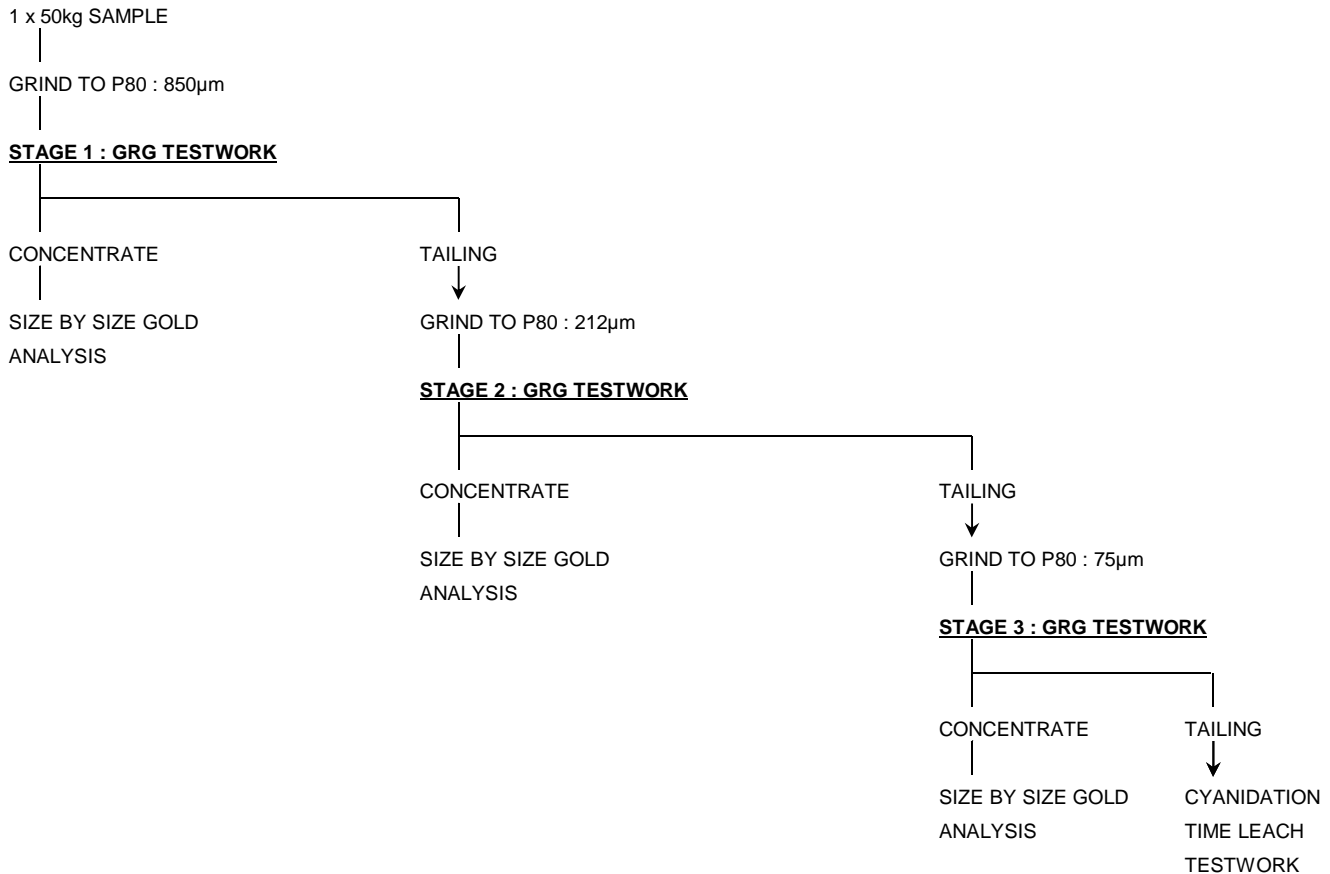 1 x 50kg SAMPLE
GRIND TO P80 : 850µm
STAGE 1 : GRG TESTWORK
CONCENTRATE
TAILING
SIZE BY SIZE GOLD
ANALYSIS
GRIND TO P80 : 212µm
STAGE 2 : GRG TESTWORK
CONCENTRATE
TAILING
SIZE BY SIZE GOLD
ANALYSIS
GRIND TO P80 : 75µm
STAGE 3 : GRG TESTWORK
CONCENTRATE
TAILING
SIZE BY SIZE GOLD
ANALYSIS
CYANIDATION
TIME LEACH
TESTWORK